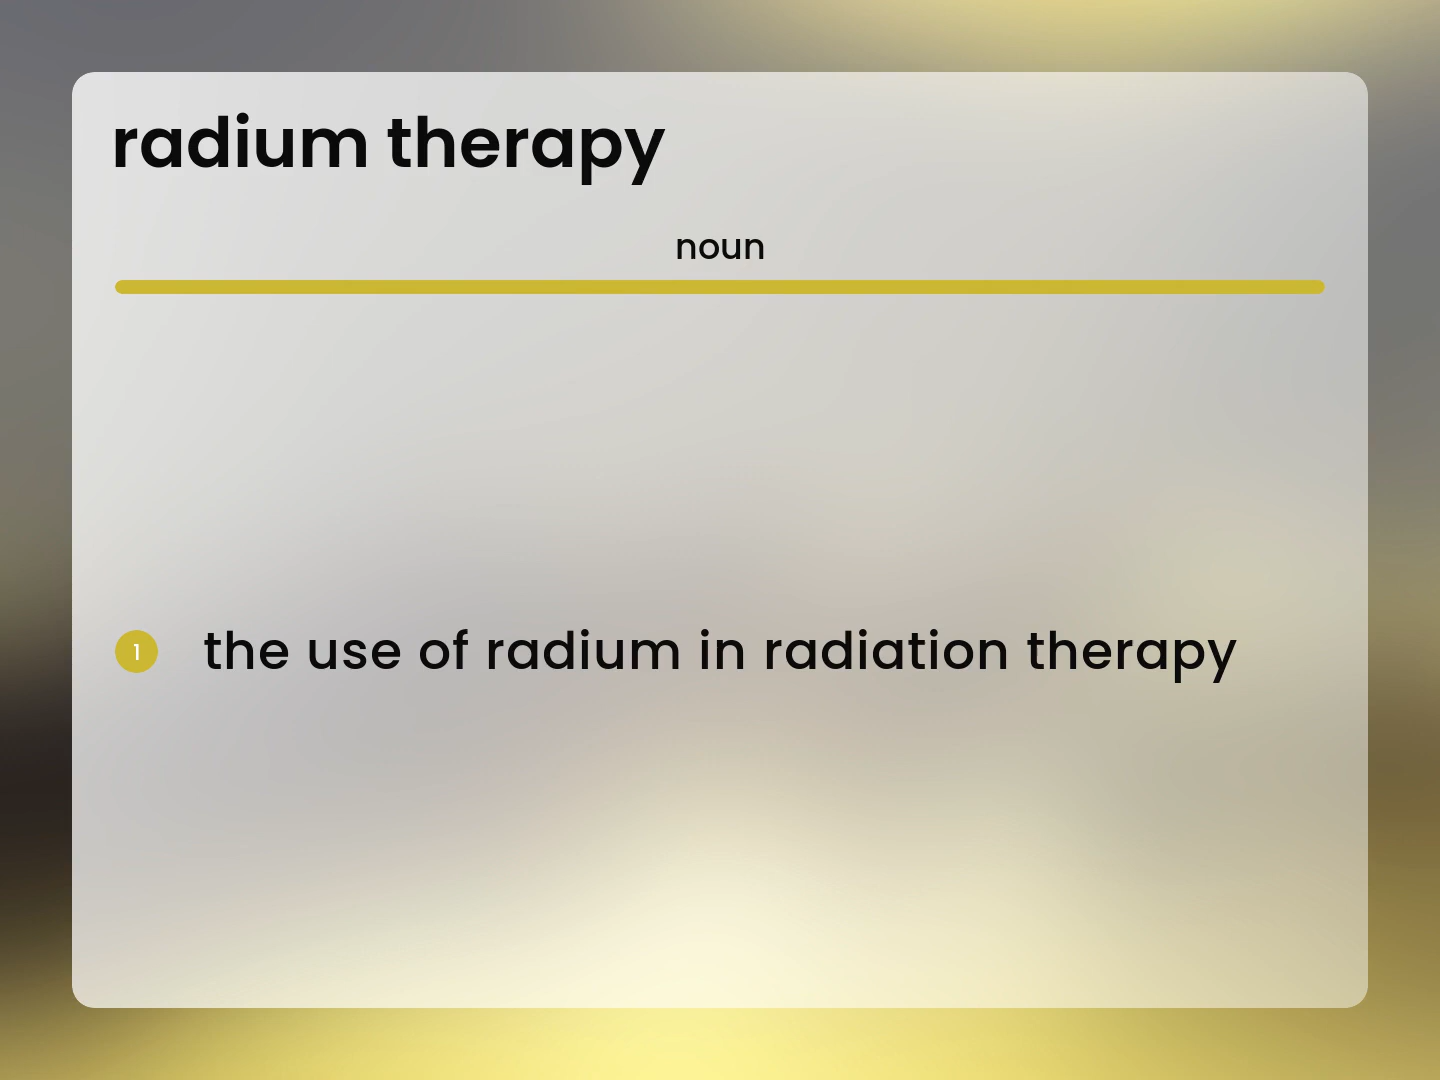 radium therapy
noun
1 the use of radium in radiation therapy